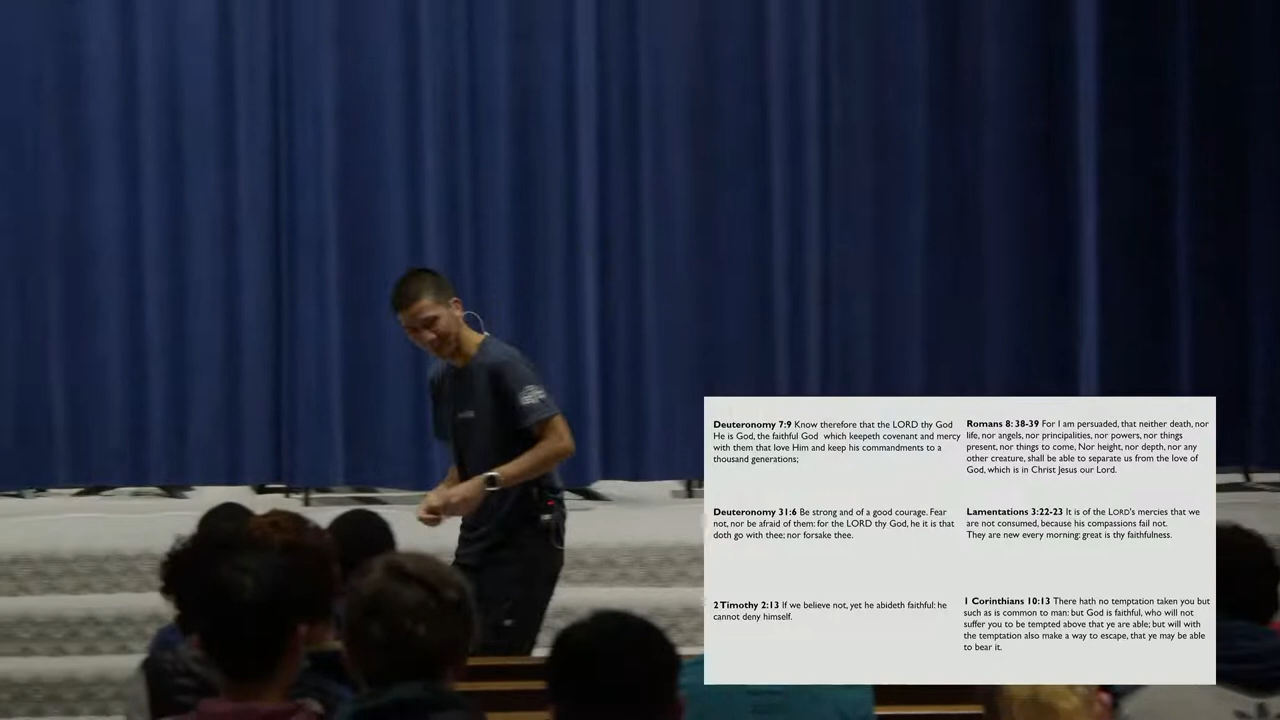 Deuteronomy 7:9 Know therefore that the LORD thy God
He is God, the faithful God which keepeth covenant and mercy
with them that love Him and keep his commandments to a
thousand generations;
Deuteronomy 31:6 Be strong and of a good courage. Fear
not, nor be afraid of them: for the LORD thy God, he it is that
doth go with thee; nor forsake thee.
2 Timothy 2:13 If we believe not, yet he abideth faithful: he
cannot deny himself.
Romans 8: 38-39 For I am persuaded, that neither death, nor
life, nor angels, nor principalities, nor powers, nor things
present, nor things to come, Nor height, nor depth, nor any
other creature, shall be able to separate us from the love of
God, which is in Christ Jesus our Lord.
Lamentations 3:22-23 It is of the LORD's mercies that we
are not consumed, because his compassions fail not.
They are new every morning: great is thy faithfulness.
1 Corinthians 10:13 There hath no temptation taken you but
such as is common to man: but God is faithful, who will not
suffer you to be tempted above that ye are able; but will with
the temptation also make a way to escape, that ye may be able
to bear it.